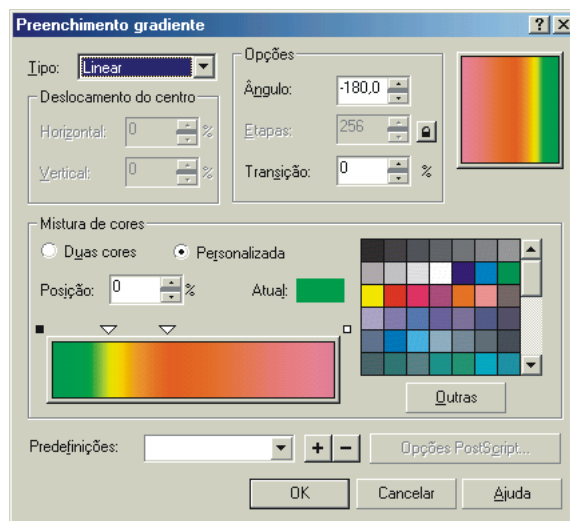 Preenchimento gradiente
Tipo: Linear
Deslocamento do centro
Horizontal: 0 %
Vertical: 0 %
Opções
Ângulo: -180,0
Etapas: 256
Transição: 0 %
Mistura de cores
Duas cores Personalizada
Posição: 0 % Atual:
Outras
Predefinições: + − Opções PostScript...
OK Cancelar Ajuda